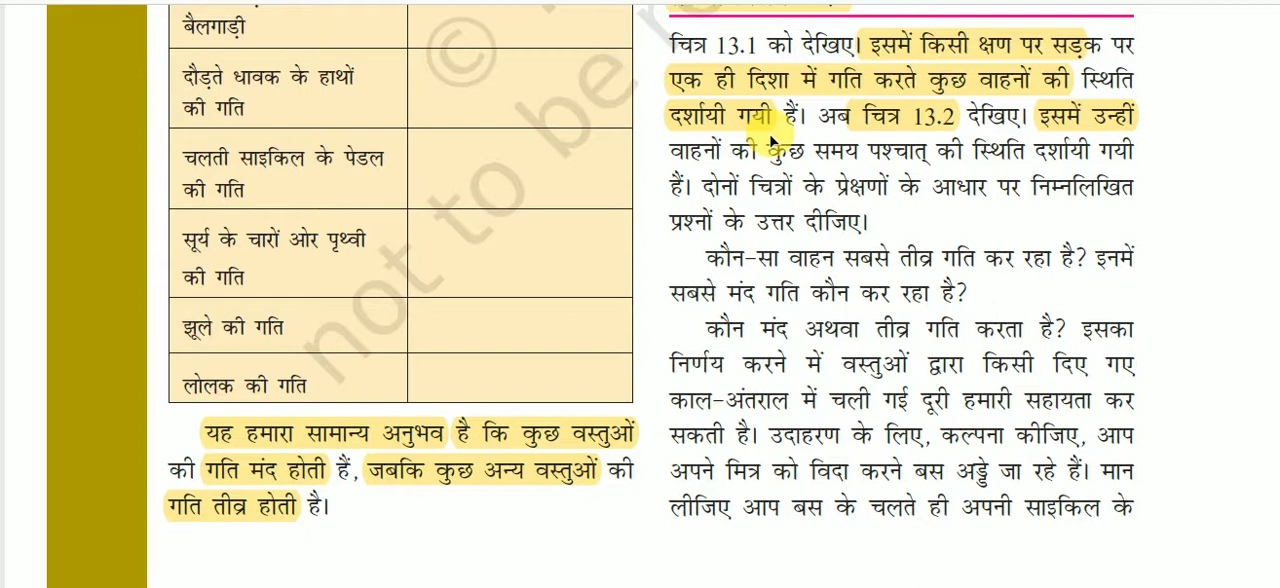 बैलगाड़ी
दौड़ते धावक के हाथों
की गति
चलती साइकिल के पेडल
की गति
सूर्य के चारों ओर पृथ्वी
की गति
झूले की गति
लोलक की गति
यह हमारा सामान्य अनुभव है कि कुछ वस्तुओं
की गति मंद होती हैं, जबकि कुछ अन्य वस्तुओं की
गति तीव्र होती है।
चित्र 13.1 को देखिए। इसमें किसी क्षण पर सड़क पर
एक ही दिशा में गति करते कुछ वाहनों की स्थिति
दर्शायी गयी हैं। अब चित्र 13.2 देखिए। इसमें उन्हीं
वाहनों की कुछ समय पश्चात् की स्थिति दर्शायी गयी
हैं। दोनों चित्रों के प्रेक्षणों के आधार पर निम्नलिखित
प्रश्नों के उत्तर दीजिए।
कौन-सा वाहन सबसे तीव्र गति कर रहा है? इनमें
सबसे मंद गति कौन कर रहा है?
कौन मंद अथवा तीव्र गति करता है? इसका
निर्णय करने में वस्तुओं द्वारा किसी दिए गए
काल-अंतराल में चली गई दूरी हमारी सहायता कर
सकती है। उदाहरण के लिए, कल्पना कीजिए, आप
अपने मित्र को विदा करने बस अड्डे जा रहे हैं। मान
लीजिए आप बस के चलते ही अपनी साइकिल के
©
not to be re